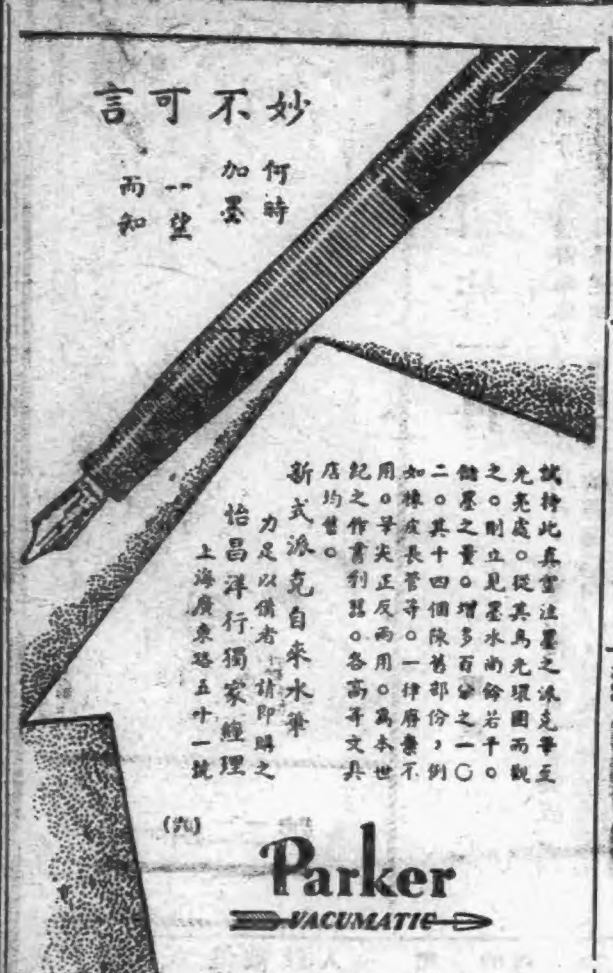 妙不可言
何時
加墨
一望
而知
試持此真空注墨之派克筆至
光亮處。從其烏光環圈而觀
之。則立見墨水尚餘若干。
儲墨之量。增多百分之一〇
二。其十四個陳舊部份，例
如橡皮長管等。一律廢棄不
用。筆尖正反兩用。為本世
紀之作書利器。各高等文具
店均售。
新式派克自來水筆
力足以備者 請即購之
怡昌洋行獨家經理
上海廣東路五十一號
(六)
Parker
VACUMATIC